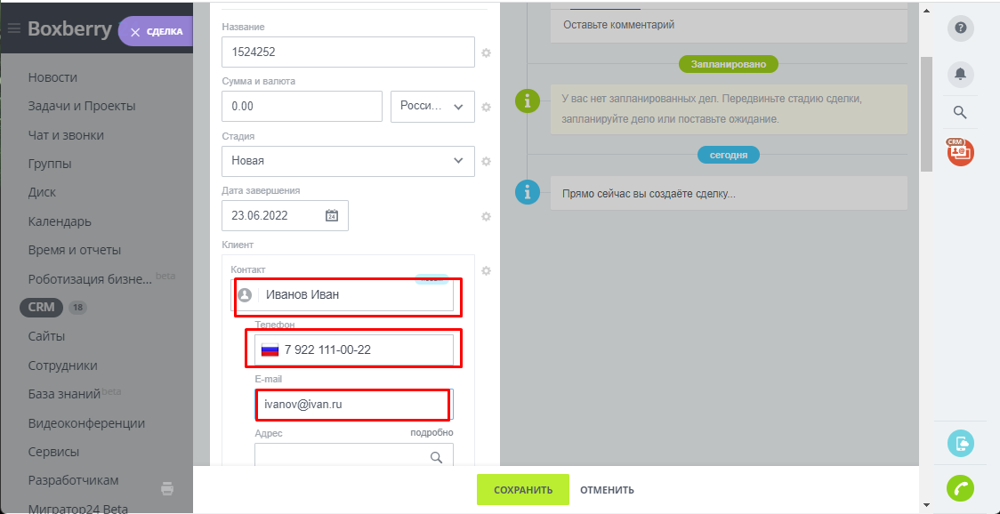 Boxberry
СДЕЛКА
Новости
Задачи и Проекты
Чат и звонки
Группы
Диск
Календарь
Время и отчеты
Роботизация бизне... beta
CRM 18
Сайты
Сотрудники
База знаний beta
Видеоконференции
Сервисы
Разработчикам
Мигратор24 Beta
Название
1524252
Сумма и валюта
0.00
Росси...
Стадия
Новая
Дата завершения
23.06.2022
24
Клиент
Контакт
Иванов Иван
Телефон
7 922 111-00-22
E-mail
ivanov@ivan.ru
Адрес
подробно
СОХРАНИТЬ
ОТМЕНИТЬ
Оставьте комментарий
Запланировано
У вас нет запланированных дел. Передвиньте стадию сделки,
запланируйте дело или поставьте ожидание.
сегодня
Прямо сейчас вы создаёте сделку...
CRM